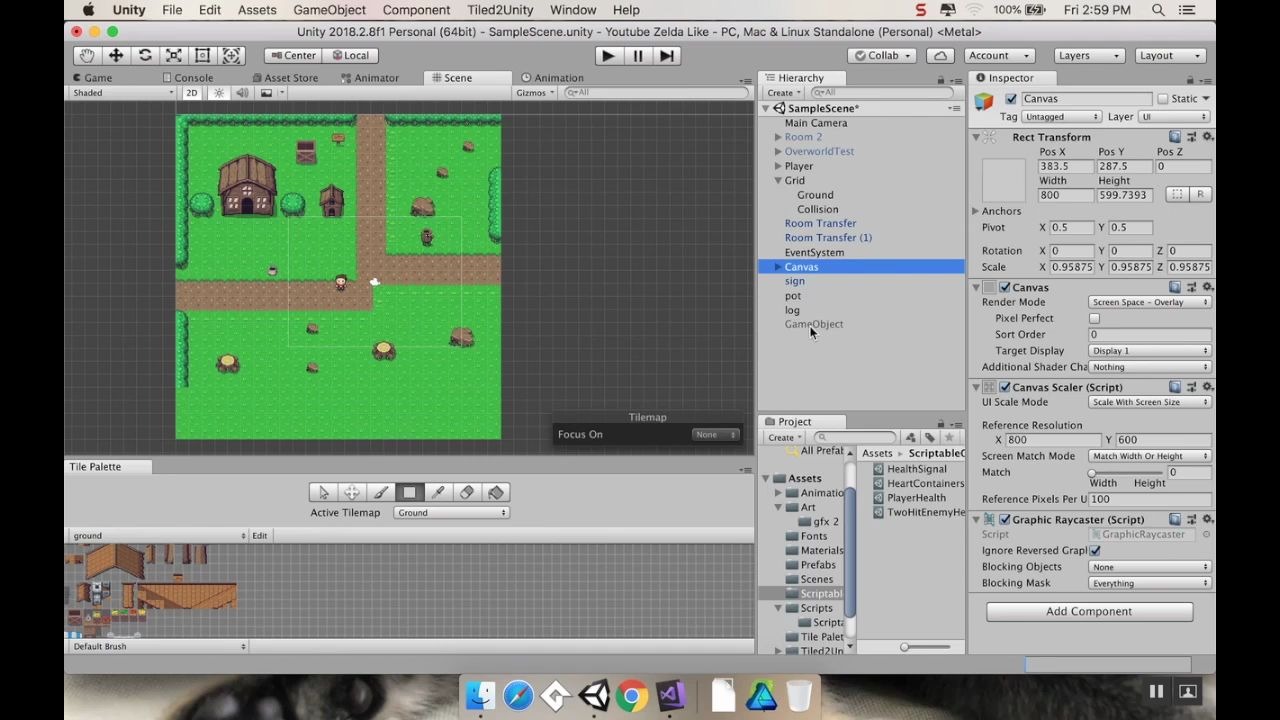 Unity File Edit Assets GameObject Component Tiled2Unity Window Help 100% Fri 2:59 PM
Unity 2018.2.8f1 Personal (64bit) - SampleScene.unity - Youtube Zelda Like - PC, Mac & Linux Standalone (Personal) <Metal>
Center Local Collab Account Layers Layout
Game Console Asset Store Animator Scene Animation
Shaded 2D Gizmos All
Tilemap
Focus On None
Tile Palette
Active Tilemap Ground
ground Edit
Default Brush
Hierarchy
Create All
SampleScene*
Main Camera
Room 2
OverworldTest
Player
Grid
Ground
Collision
Room Transfer
Room Transfer (1)
EventSystem
Canvas
sign
pot
log
GameObject
Project
Create
All Prefat
Assets
Animatio
Art
gfx 2
Fonts
Materials
Prefabs
Scenes
Scriptabl
Scripts
Scripta
Tile Palet
Tiled2Uni
Assets ScriptableO
HealthSignal
HeartContainers
PlayerHealth
TwoHitEnemyHe
Inspector
Canvas Static
Tag Untagged Layer UI
Rect Transform
Pos X Pos Y Pos Z
383.5 287.5 0
Width Height
800 599.7393
R
Anchors
Pivot X 0.5 Y 0.5
Rotation X 0 Y 0 Z 0
Scale X 0.95875 Y 0.95875 Z 0.95875
Canvas
Render Mode Screen Space - Overlay
Pixel Perfect
Sort Order 0
Target Display Display 1
Additional Shader Cha Nothing
Canvas Scaler (Script)
UI Scale Mode Scale With Screen Size
Reference Resolution
X 800 Y 600
Screen Match Mode Match Width Or Height
Match 0
Width Height
Reference Pixels Per U 100
Graphic Raycaster (Script)
Script GraphicRaycaster
Ignore Reversed Grapl
Blocking Objects None
Blocking Mask Everything
Add Component